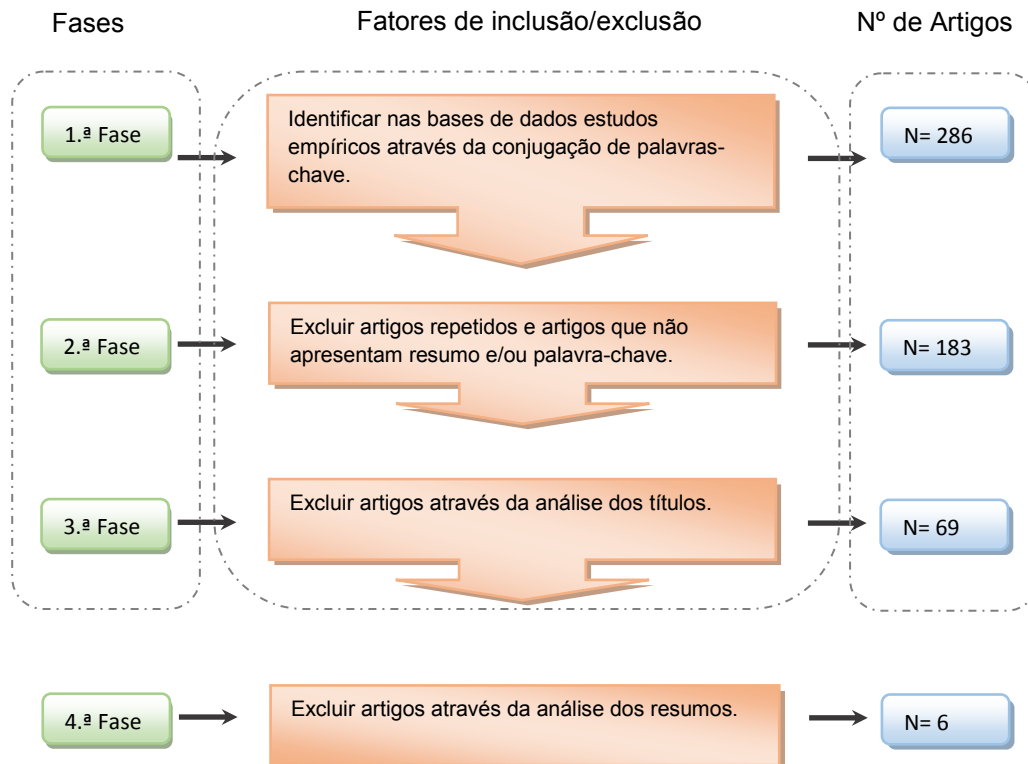 Fases
Fatores de inclusão/exclusão
Nº de Artigos
1.ª Fase
Identificar nas bases de dados estudos
empíricos através da conjugação de palavras-
chave.
N= 286
2.ª Fase
Excluir artigos repetidos e artigos que não
apresentam resumo e/ou palavra-chave.
N= 183
3.ª Fase
Excluir artigos através da análise dos títulos.
N= 69
4.ª Fase
Excluir artigos através da análise dos resumos.
N= 6